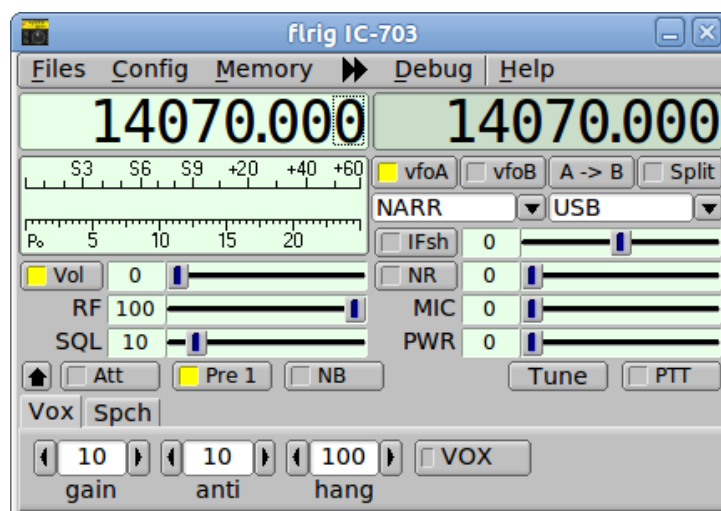 flrig IC-703
Files Config Memory Debug Help
14070.000 14070.000
S3 S6 S9 +20 +40 +60
vfoA vfoB A -> B Split
NARR USB
Po 5 10 15 20
IFsh 0
Vol 0 NR 0
RF 100 MIC 0
SQL 10 PWR 0
Att Pre 1 NB Tune PTT
Vox Spch
10 10 100 VOX
gain anti hang